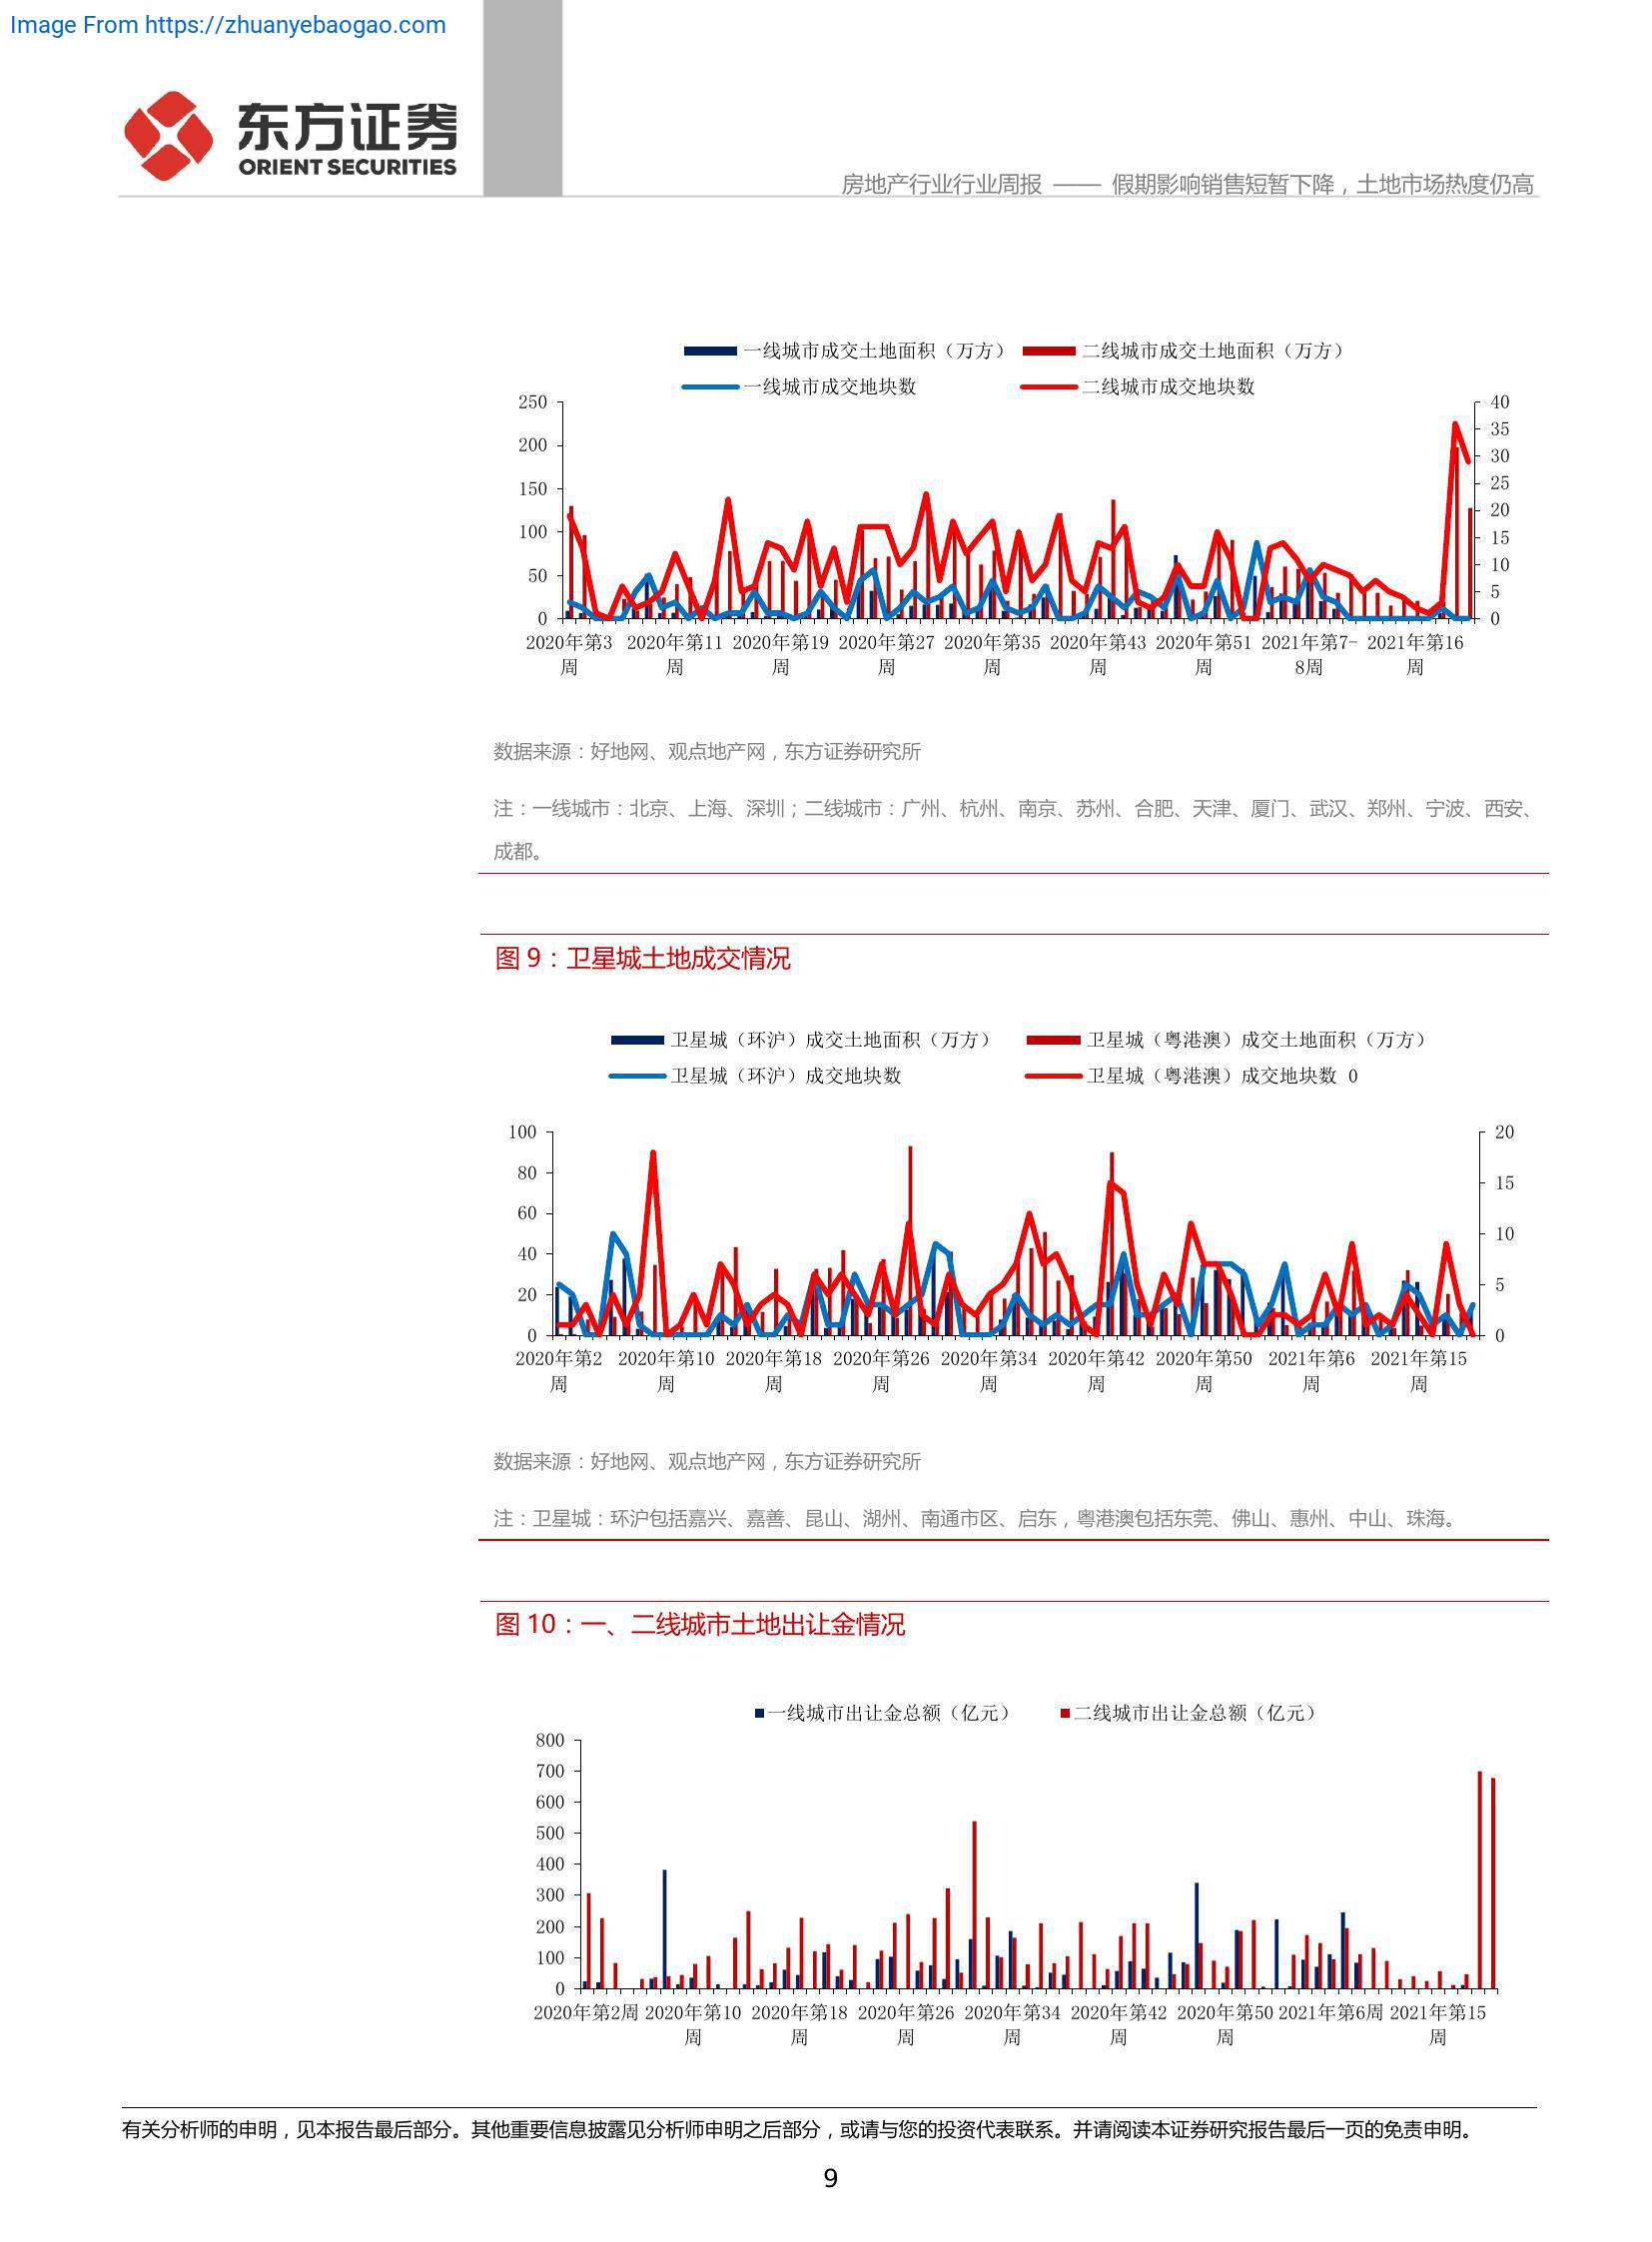 Image From https://zhuanyebaogao.com
东方证券
ORIENT SECURITIES
房地产行业行业周报 —— 假期影响销售短暂下降，土地市场热度仍高
一线城市成交土地面积（万方） 二线城市成交土地面积（万方）
一线城市成交地块数 二线城市成交地块数
250 40
35
200 30
150 25
20
100 15
50 10
5
0 0
2020年第3周 2020年第11周 2020年第19周 2020年第27周 2020年第35周 2020年第43周 2020年第51周 2021年第7-8周 2021年第16周
数据来源：好地网、观点地产网，东方证券研究所
注：一线城市：北京、上海、深圳；二线城市：广州、杭州、南京、苏州、合肥、天津、厦门、武汉、郑州、宁波、西安、
成都。
图 9：卫星城土地成交情况
卫星城（环沪）成交土地面积（万方） 卫星城（粤港澳）成交土地面积（万方）
卫星城（环沪）成交地块数 卫星城（粤港澳）成交地块数 0
100 20
80 15
60 10
40
20 5
0 0
2020年第2周 2020年第10周 2020年第18周 2020年第26周 2020年第34周 2020年第42周 2020年第50周 2021年第6周 2021年第15周
数据来源：好地网、观点地产网，东方证券研究所
注：卫星城：环沪包括嘉兴、嘉善、昆山、湖州、南通市区、启东，粤港澳包括东莞、佛山、惠州、中山、珠海。
图 10：一、二线城市土地出让金情况
一线城市出让金总额（亿元） 二线城市出让金总额（亿元）
800
700
600
500
400
300
200
100
0
2020年第2周 2020年第10周 2020年第18周 2020年第26周 2020年第34周 2020年第42周 2020年第50周 2021年第6周 2021年第15周
有关分析师的申明，见本报告最后部分。其他重要信息披露见分析师申明之后部分，或请与您的投资代表联系。并请阅读本证券研究报告最后一页的免责申明。
9